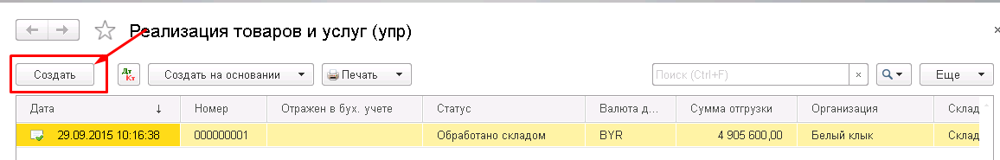 Реализация товаров и услуг (упр)
Создать Дт Кт Создать на основании Печать Поиск (Ctrl+F) × Еще
Дата ↓ Номер Отражен в бух. учете Статус Валюта д... Сумма отгрузки Организация Склад
29.09.2015 10:16:38 000000001 Обработано складом BYR 4 905 600,00 Белый клык Склад